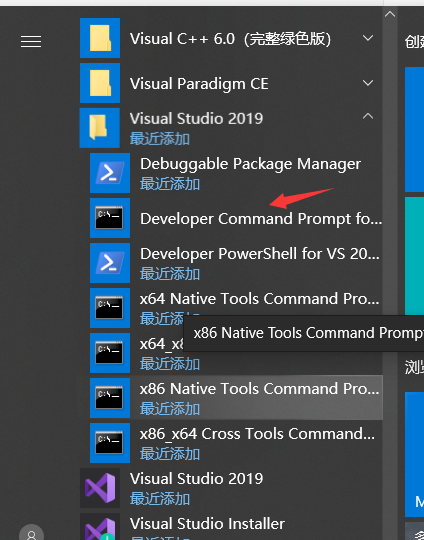 Visual C++ 6.0（完整绿色版）
创建
Visual Paradigm CE
Visual Studio 2019
最近添加
Debuggable Package Manager
最近添加
Developer Command Prompt fo...
Developer PowerShell for VS 20...
最近添加
x64 Native Tools Command Pro...
最近添加
x86 Native Tools Command Prompt
x64_x8
最近添加
浏
x86 Native Tools Command Pro...
最近添加
x86_x64 Cross Tools Command...
最近添加
Visual Studio 2019
最近添加
M
Visual Studio Installer
最近添加